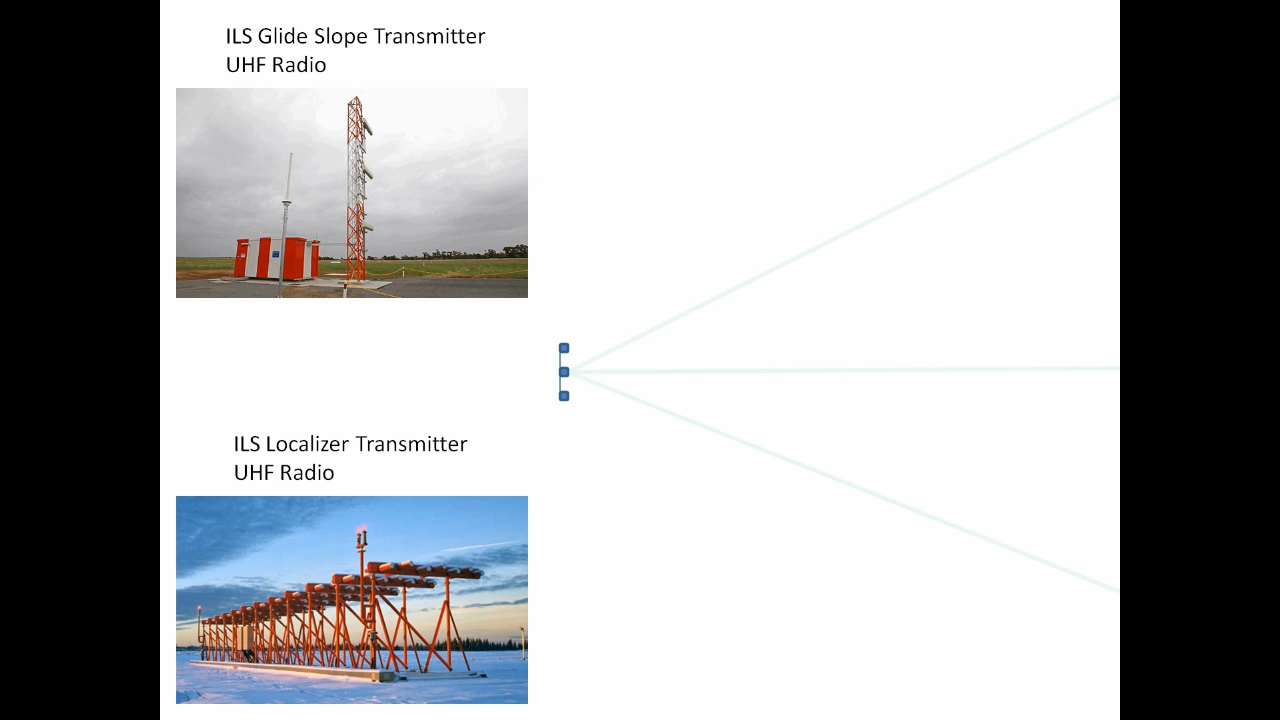 ILS Glide Slope Transmitter
UHF Radio
ILS Localizer Transmitter
UHF Radio